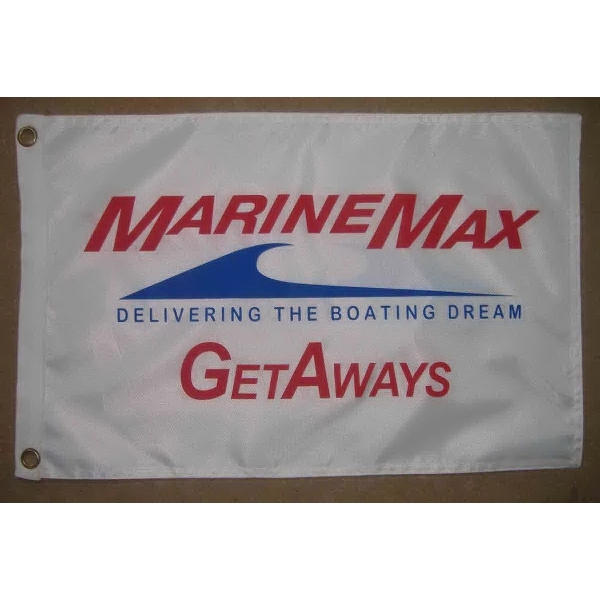 MARINEMAX
DELIVERING THE BOATING DREAM
GETAWAYS